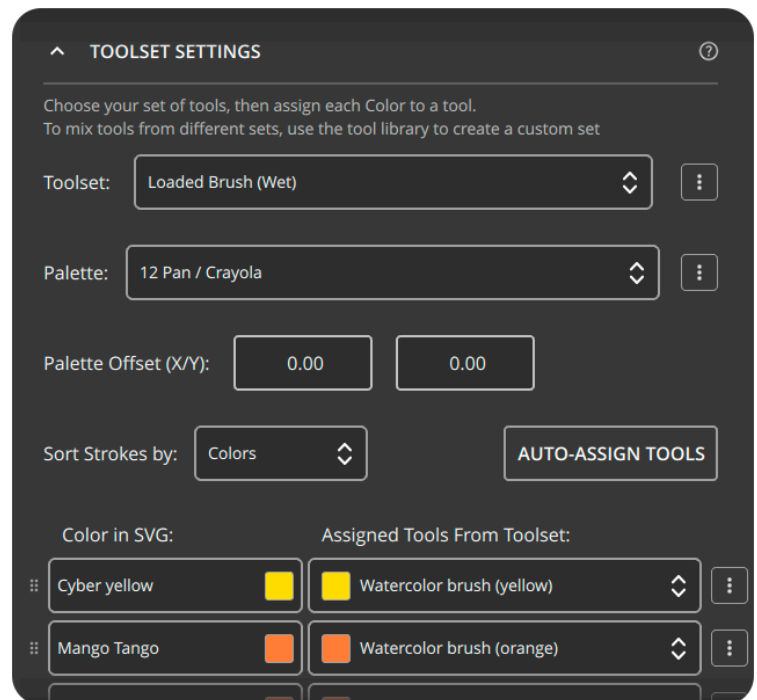 TOOLSET SETTINGS
Choose your set of tools, then assign each Color to a tool.
To mix tools from different sets, use the tool library to create a custom set
Toolset: Loaded Brush (Wet)
Palette: 12 Pan / Crayola
Palette Offset (X/Y): 0.00 0.00
Sort Strokes by: Colors AUTO-ASSIGN TOOLS
Color in SVG: Assigned Tools From Toolset:
Cyber yellow Watercolor brush (yellow)
Mango Tango Watercolor brush (orange)